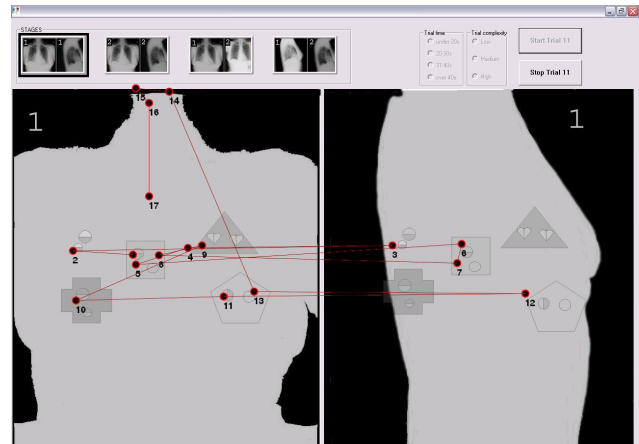 STAGES
1 1
2 2
1 2
1 2
Trial time
under 20s
20-30s
31-40s
over 40s
Trial complexity
Low
Medium
High
Start Trial 11
Stop Trial 11
1
1
15
14
16
17
2
5
6
4
9
3
8
7
10
11
13
12